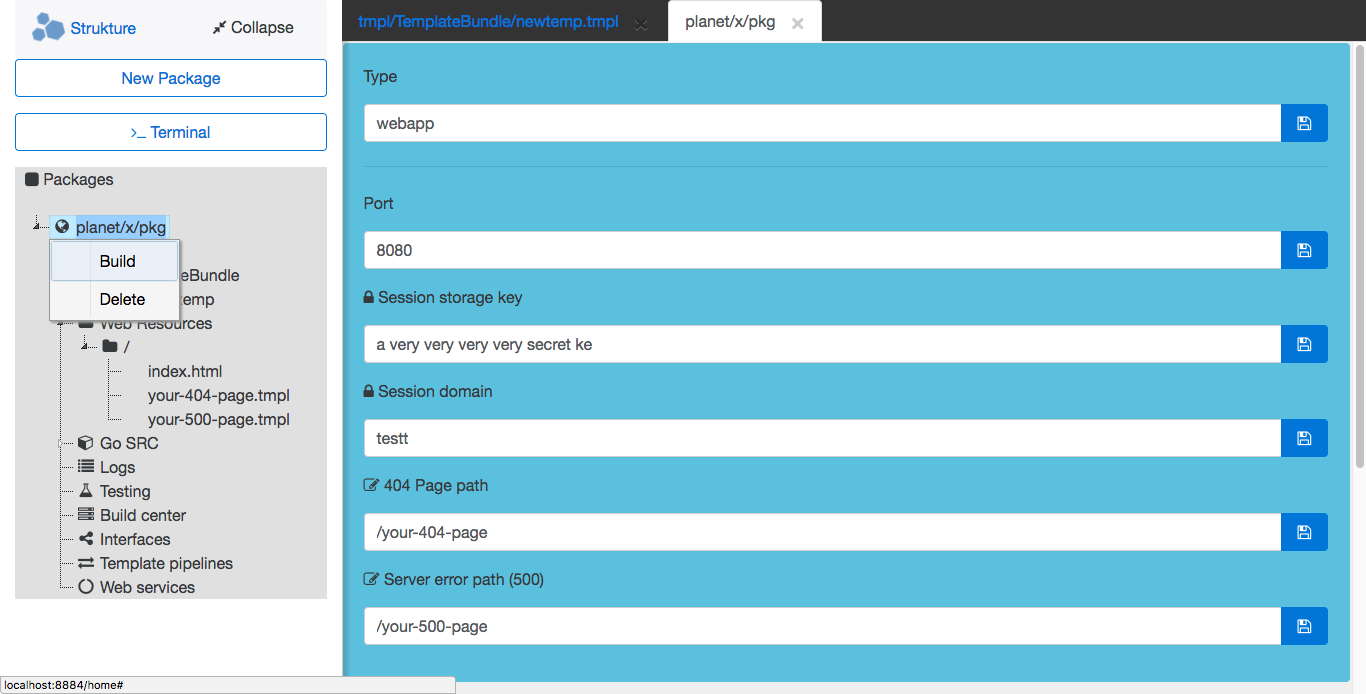 Strukture
Collapse
New Package
>_ Terminal
Packages
planet/x/pkg
Build
Delete
eBundle
temp
Web Resources
/
index.html
your-404-page.tmpl
your-500-page.tmpl
Go SRC
Logs
Testing
Build center
Interfaces
Template pipelines
Web services
localhost:8884/home#
tmpl/TemplateBundle/newtemp.tmpl
planet/x/pkg
Type
webapp
Port
8080
Session storage key
a very very very very secret ke
Session domain
testt
404 Page path
/your-404-page
Server error path (500)
/your-500-page